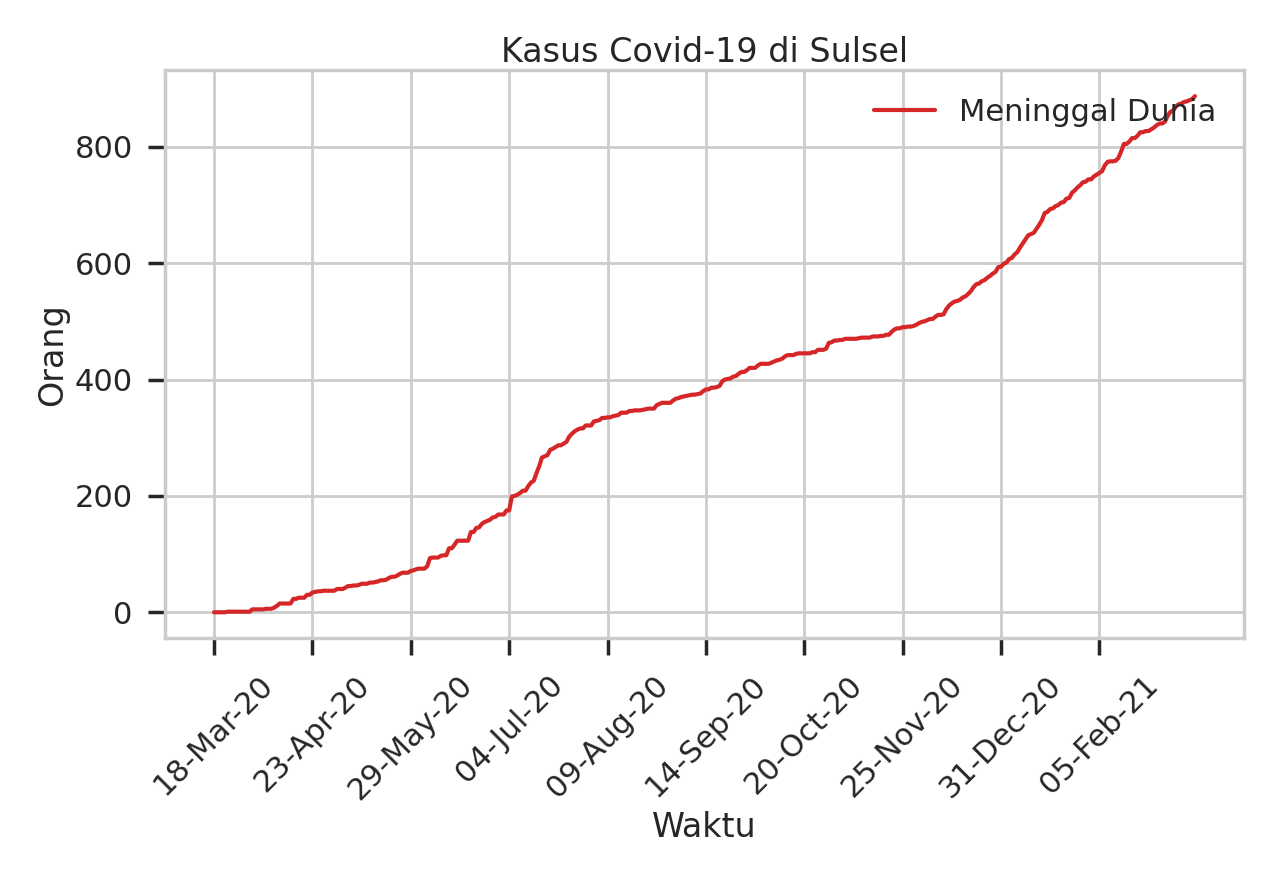 Kasus Covid-19 di Sulsel
Meninggal Dunia
Orang
800
600
400
200
0
18-Mar-20
23-Apr-20
29-May-20
04-Jul-20
09-Aug-20
14-Sep-20
20-Oct-20
25-Nov-20
31-Dec-20
05-Feb-21
Waktu